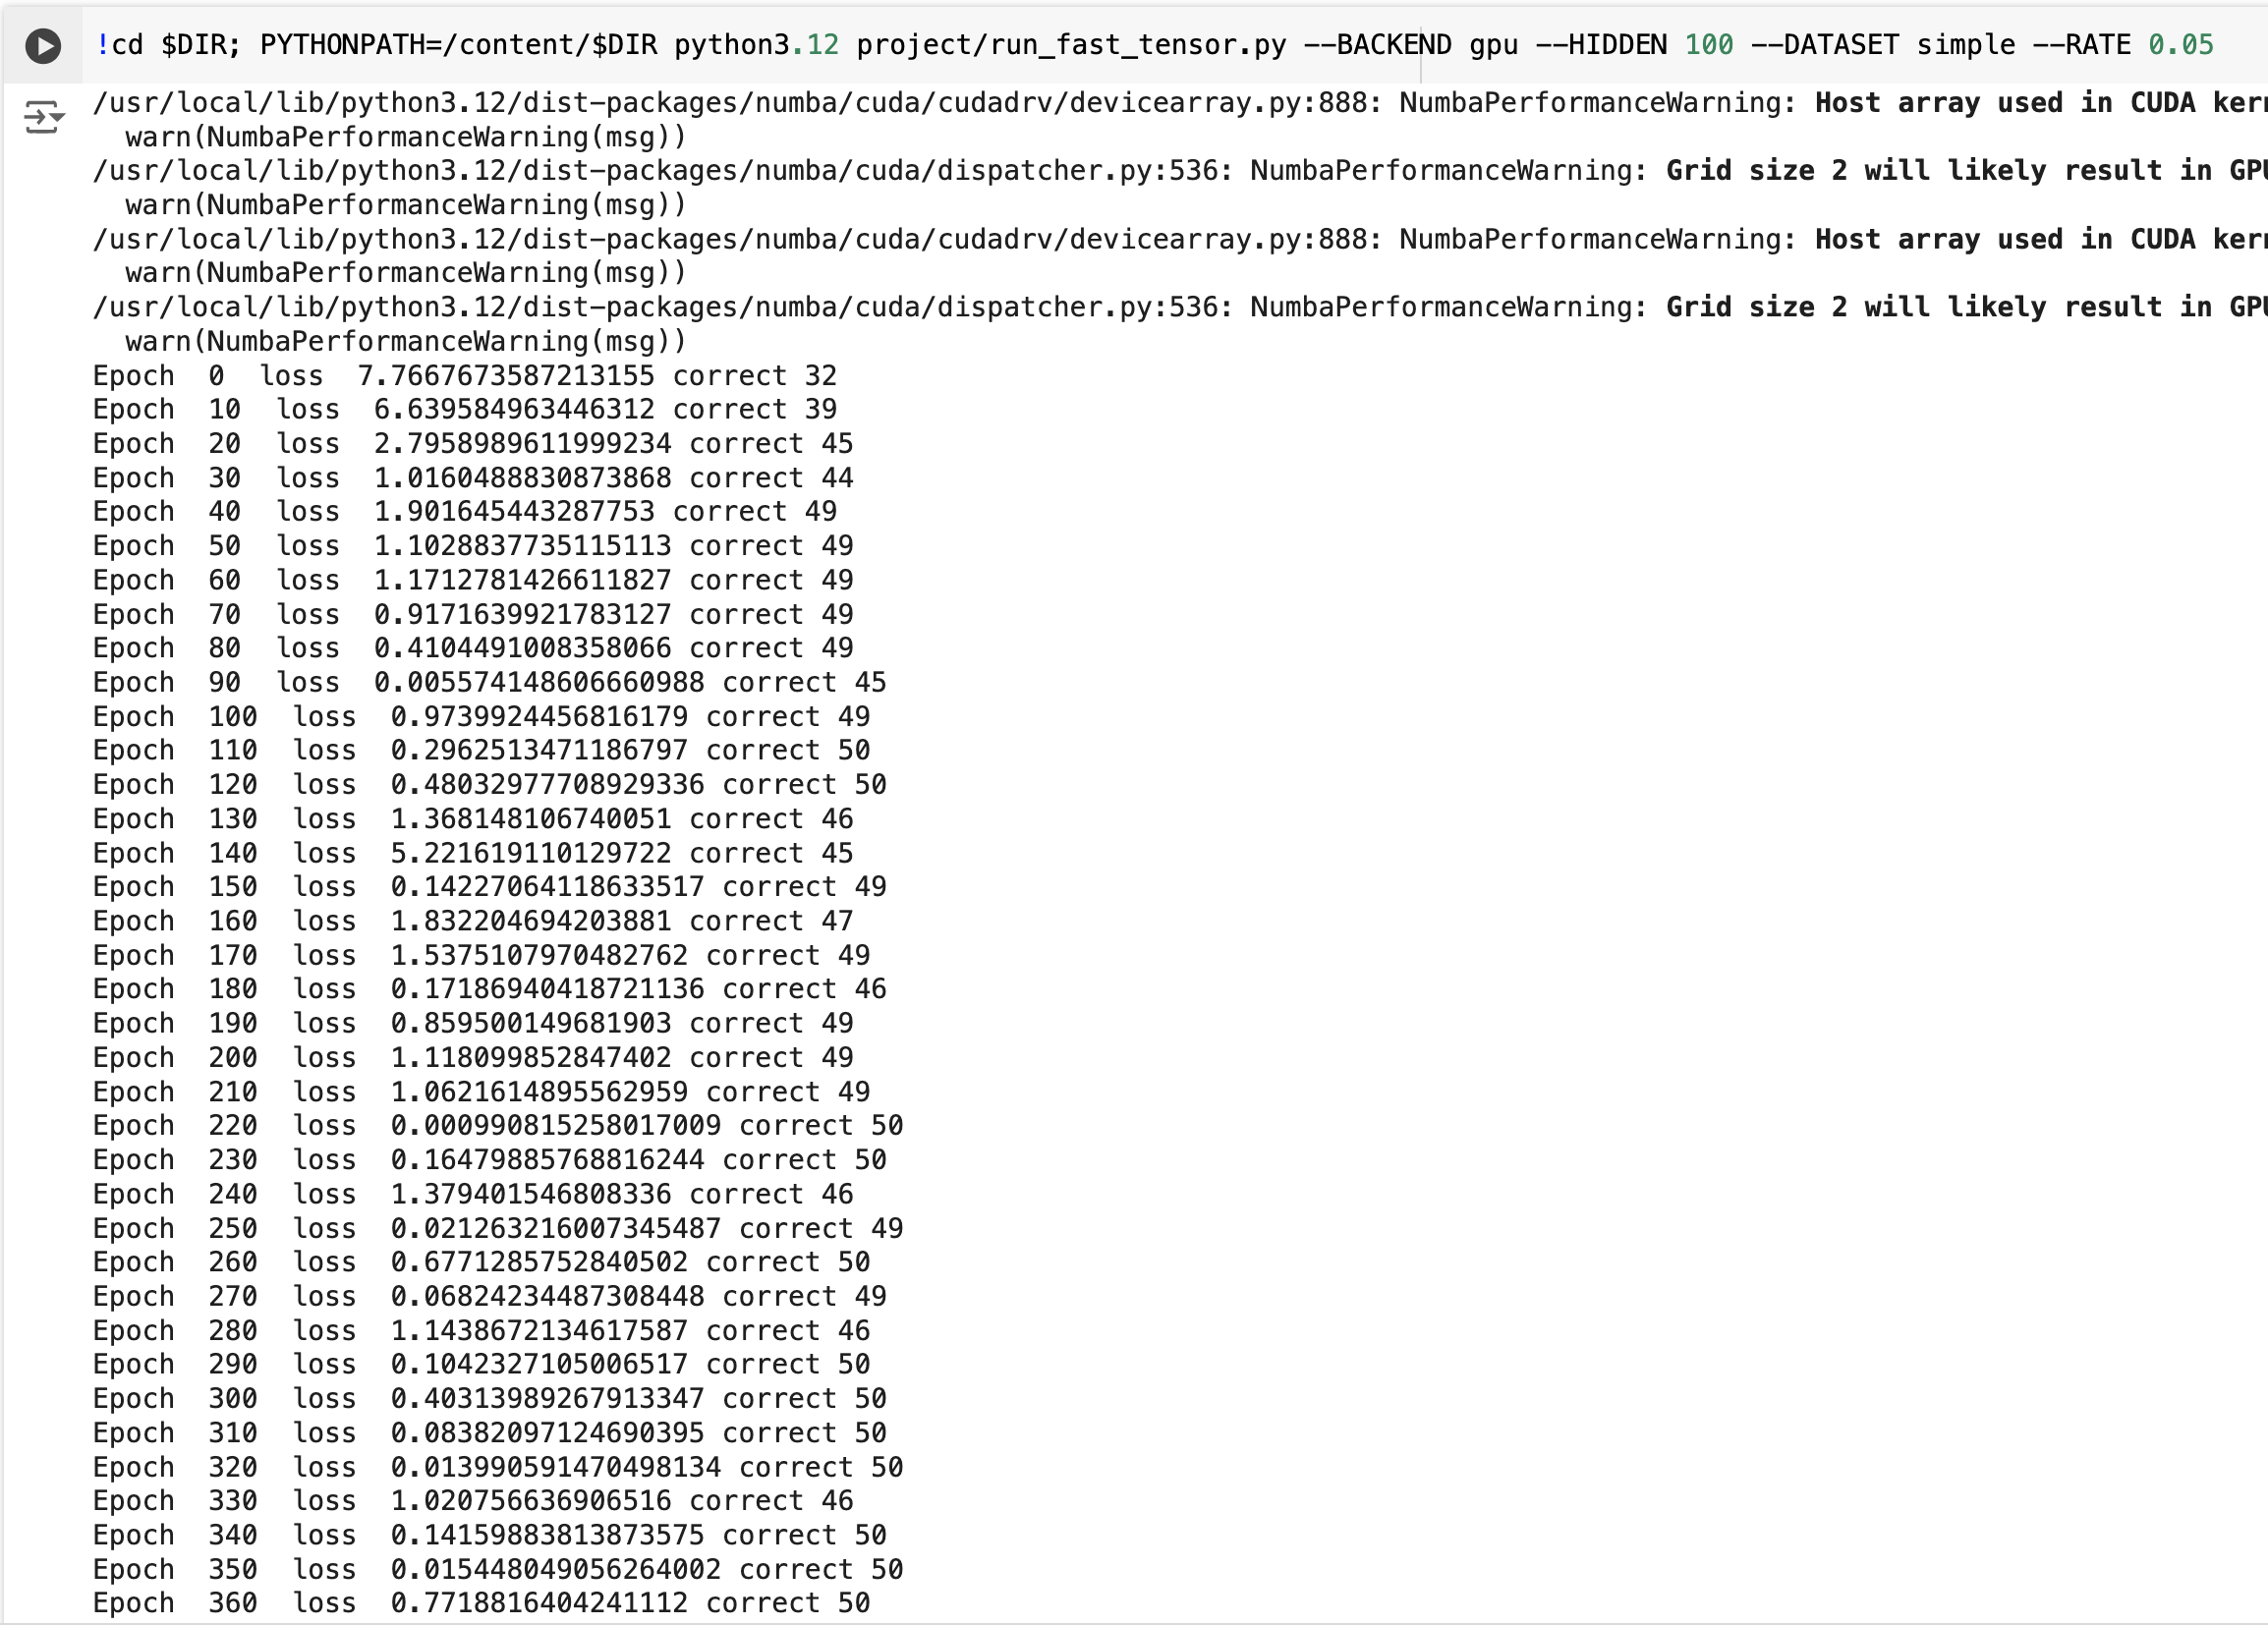 !cd $DIR; PYTHONPATH=/content/$DIR python3.12 project/run_fast_tensor.py --BACKEND gpu --HIDDEN 100 --DATASET simple --RATE 0.05
/usr/local/lib/python3.12/dist-packages/numba/cuda/cudadrv/devicearray.py:888: NumbaPerformanceWarning: Host array used in CUDA
warn(NumbaPerformanceWarning(msg))
/usr/local/lib/python3.12/dist-packages/numba/cuda/dispatcher.py:536: NumbaPerformanceWarning: Grid size 2 will likely result in
warn(NumbaPerformanceWarning(msg))
/usr/local/lib/python3.12/dist-packages/numba/cuda/cudadrv/devicearray.py:888: NumbaPerformanceWarning: Host array used in CUDA
warn(NumbaPerformanceWarning(msg))
/usr/local/lib/python3.12/dist-packages/numba/cuda/dispatcher.py:536: NumbaPerformanceWarning: Grid size 2 will likely result in
warn(NumbaPerformanceWarning(msg))
Epoch 0 loss 7.7667673587213155 correct 32
Epoch 10 loss 6.639584963446312 correct 39
Epoch 20 loss 2.7958989611999234 correct 45
Epoch 30 loss 1.0160488830873868 correct 44
Epoch 40 loss 1.901645443287753 correct 49
Epoch 50 loss 1.1028837735115113 correct 49
Epoch 60 loss 1.1712781426611827 correct 49
Epoch 70 loss 0.9171639921783127 correct 49
Epoch 80 loss 0.4104491008358066 correct 49
Epoch 90 loss 0.005574148606660988 correct 45
Epoch 100 loss 0.9739924456816179 correct 49
Epoch 110 loss 0.2962513471186797 correct 50
Epoch 120 loss 0.48032977708929336 correct 50
Epoch 130 loss 1.368148106740051 correct 46
Epoch 140 loss 5.221619110129722 correct 45
Epoch 150 loss 0.14227064118633517 correct 49
Epoch 160 loss 1.832204694203881 correct 47
Epoch 170 loss 1.5375107970482762 correct 49
Epoch 180 loss 0.17186940418721136 correct 46
Epoch 190 loss 0.859500149681903 correct 49
Epoch 200 loss 1.118099852847402 correct 49
Epoch 210 loss 1.0621614895562959 correct 49
Epoch 220 loss 0.000990815258017009 correct 50
Epoch 230 loss 0.16479885768816244 correct 50
Epoch 240 loss 1.379401546808336 correct 46
Epoch 250 loss 0.021263216007345487 correct 49
Epoch 260 loss 0.6771285752840502 correct 50
Epoch 270 loss 0.06824234487308448 correct 49
Epoch 280 loss 1.1438672134617587 correct 46
Epoch 290 loss 0.1042327105006517 correct 50
Epoch 300 loss 0.40313989267913347 correct 50
Epoch 310 loss 0.08382097124690395 correct 50
Epoch 320 loss 0.013990591470498134 correct 50
Epoch 330 loss 1.020756636906516 correct 46
Epoch 340 loss 0.14159883813873575 correct 50
Epoch 350 loss 0.015448049056264002 correct 50
Epoch 360 loss 0.7718816404241112 correct 50